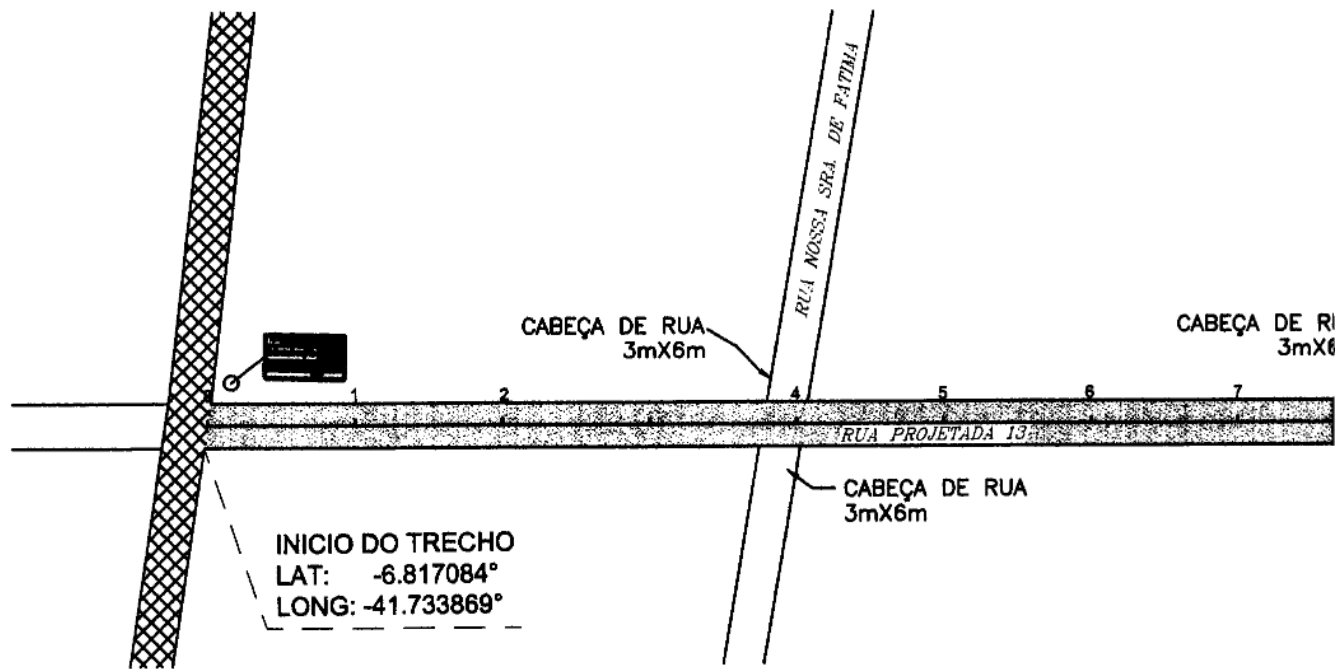 RUA NOSSA SRA. DE FATIMA
CABEÇA DE RUA
3mX6m
CABEÇA DE R
3mX6
1
2
4
5
6
7
RUA PROJETADA 13
CABEÇA DE RUA
3mX6m
INICIO DO TRECHO
LAT: -6.817084°
LONG: -41.733869°